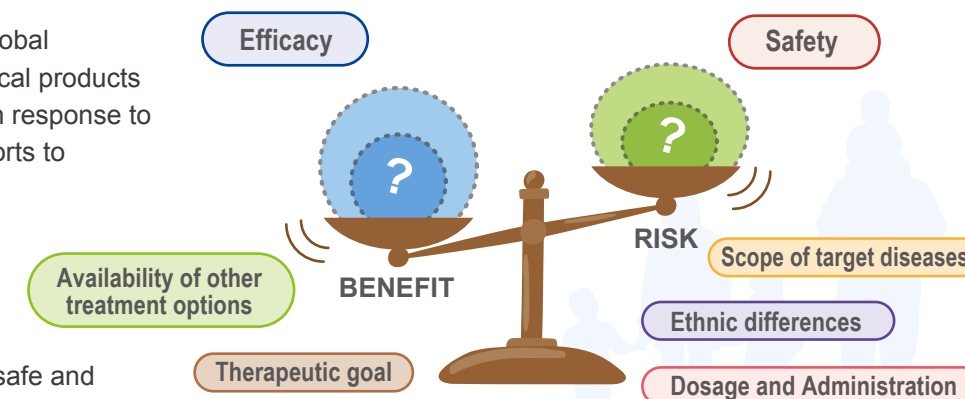 obal
cal products
n response to
orts to
safe and
Efficacy
Safety
?
?
BENEFIT
RISK
Availability of other
treatment options
Scope of target diseases
Ethnic differences
Therapeutic goal
Dosage and Administration